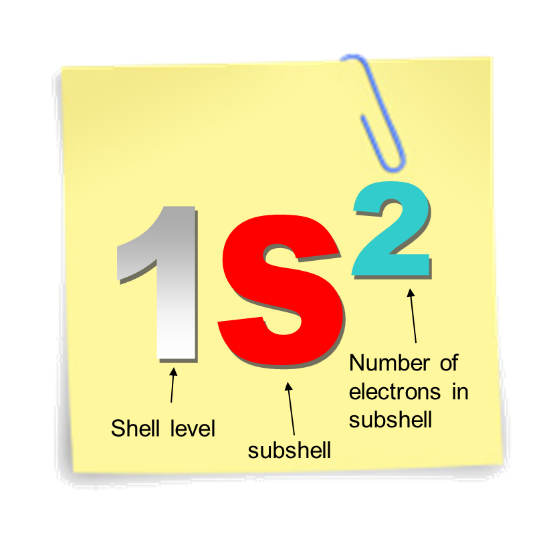 1S²
Number of
electrons in
subshell
Shell level
subshell